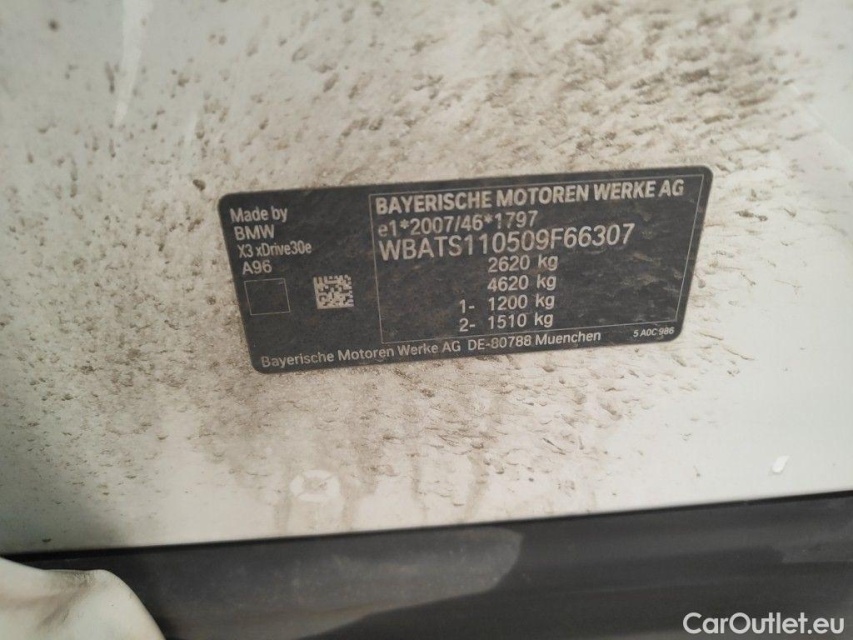 Made by
BMW
X3 xDrive30e
A96
BAYERISCHE MOTOREN WERKE AG
e1*2007/46*1797
WBATS110509F66307
2620 kg
4620 kg
1- 1200 kg
2- 1510 kg
5 A0C 986
Bayerische Motoren Werke AG DE-80788 Muenchen
CarOutlet.eu